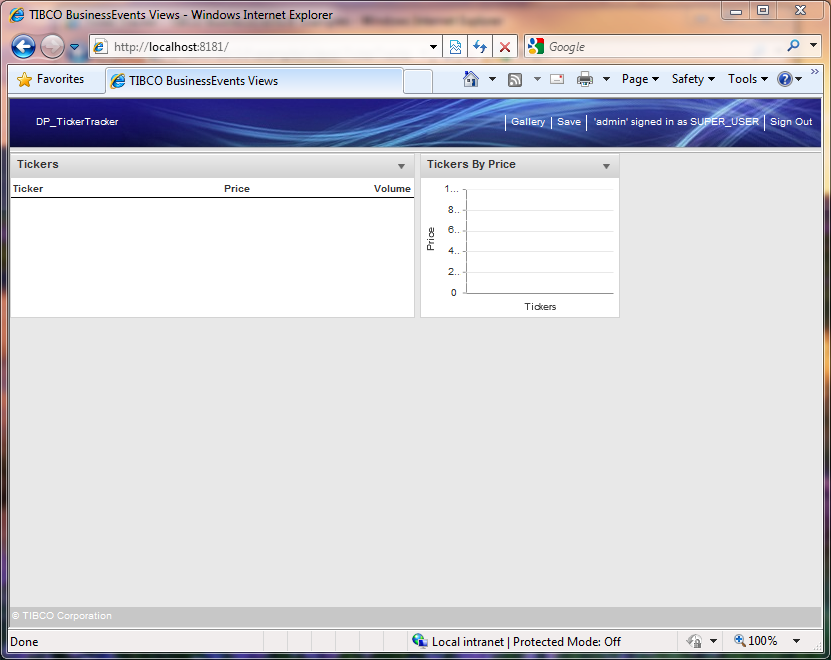 TIBCO BusinessEvents Views - Windows Internet Explorer
http://localhost:8181/
Google
Favorites
TIBCO BusinessEvents Views
Page
Safety
Tools
DP_TickerTracker
Gallery
Save
'admin' signed in as SUPER_USER
Sign Out
Tickers
Ticker Price Volume
Tickers By Price
Price
1...
8..
6..
4..
2..
0
Tickers
© TIBCO Corporation
Done
Local intranet | Protected Mode: Off
100%